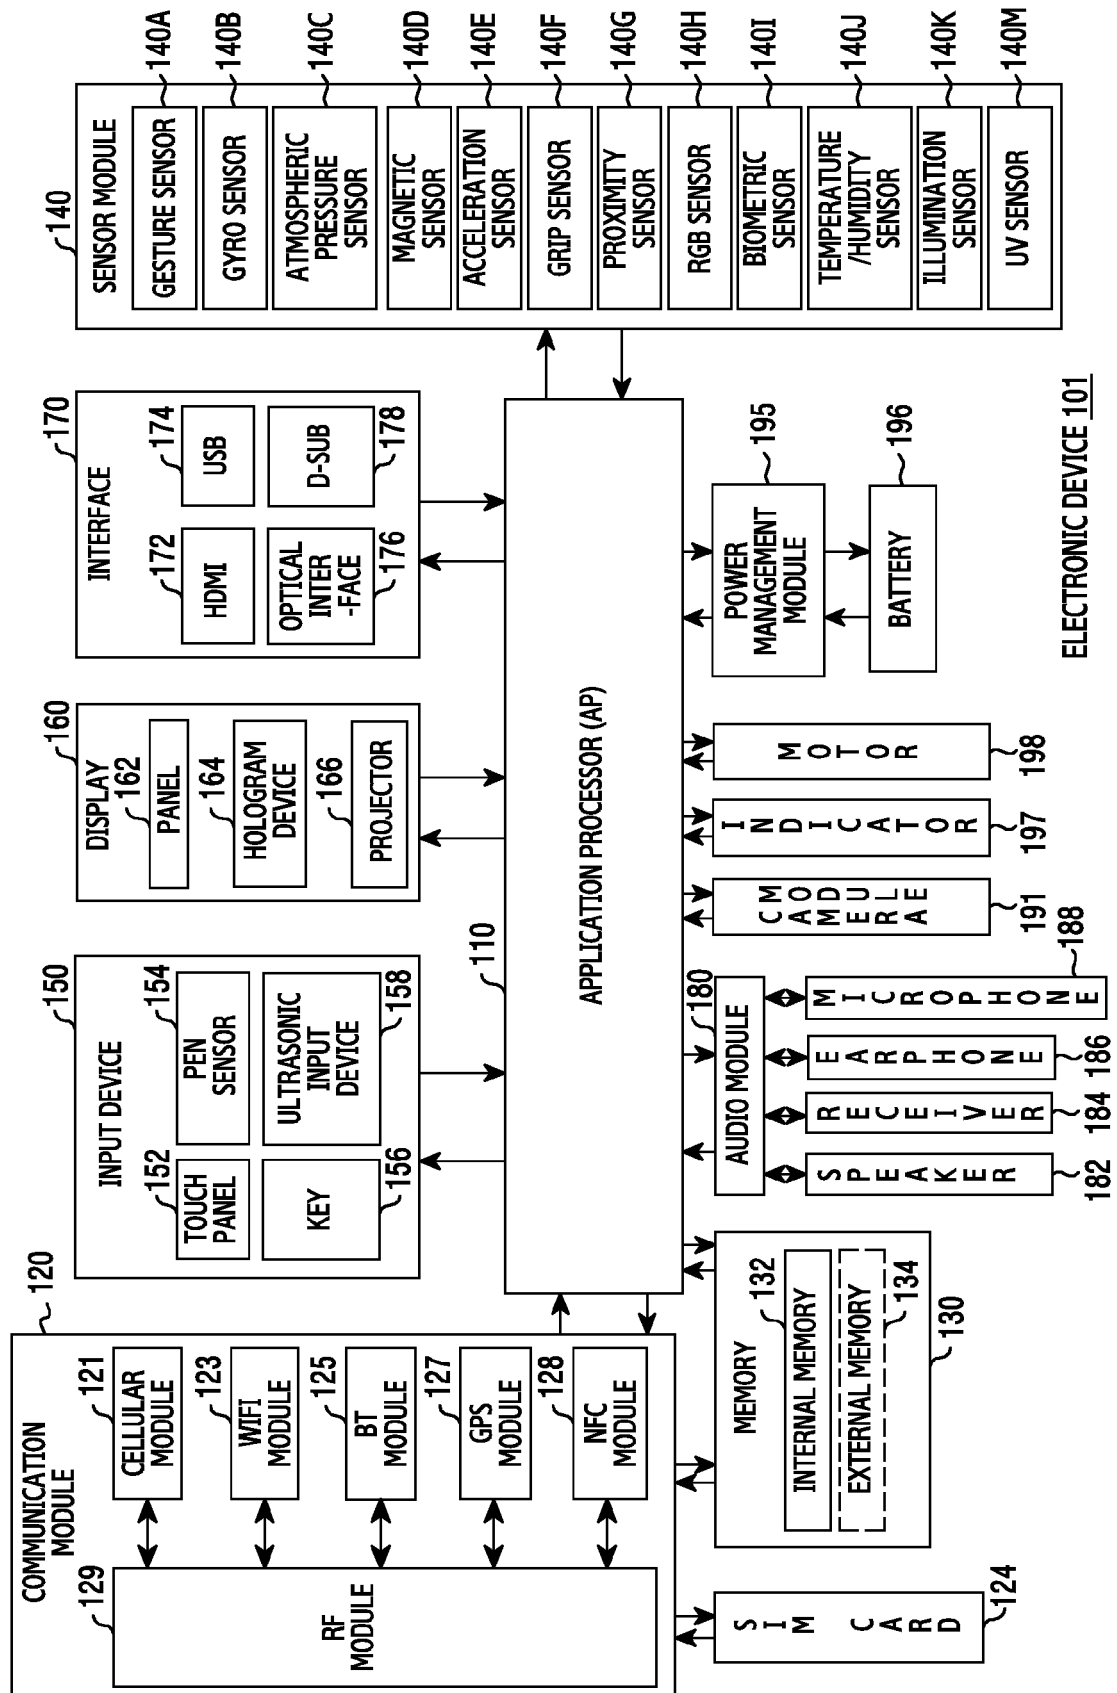 COMMUNICATION
MODULE
120
129
RF
MODULE
121
CELLULAR
MODULE
123
WIFI
MODULE
125
BT
MODULE
127
GPS
MODULE
128
NFC
MODULE
SIM CARD
124
INPUT DEVICE
150
152
TOUCH
PANEL
154
PEN
SENSOR
KEY
156
ULTRASONIC
INPUT
DEVICE
158
DISPLAY
160
162
PANEL
164
HOLOGRAM
DEVICE
166
PROJECTOR
INTERFACE
170
172
HDMI
174
USB
OPTICAL
INTER
-FACE
176
D-SUB
178
140
SENSOR MODULE
GESTURE SENSOR
140A
GYRO SENSOR
140B
ATMOSPHERIC
PRESSURE
SENSOR
140C
MAGNETIC
SENSOR
140D
ACCELERATION
SENSOR
140E
GRIP SENSOR
140F
PROXIMITY
SENSOR
140G
RGB SENSOR
140H
BIOMETRIC
SENSOR
140I
TEMPERATURE
/HUMIDITY
SENSOR
140J
ILLUMINATION
SENSOR
140K
UV SENSOR
140M
110
APPLICATION PROCESSOR (AP)
MEMORY
132
INTERNAL MEMORY
EXTERNAL MEMORY
134
130
180
AUDIO MODULE
SPEAKER
182
RECEIVER
184
EARPHONE
186
MICROPHONE
188
CAMERA
MODULE
191
INDICATOR
197
MOTOR
198
POWER
MANAGEMENT
MODULE
195
BATTERY
196
ELECTRONIC DEVICE 101